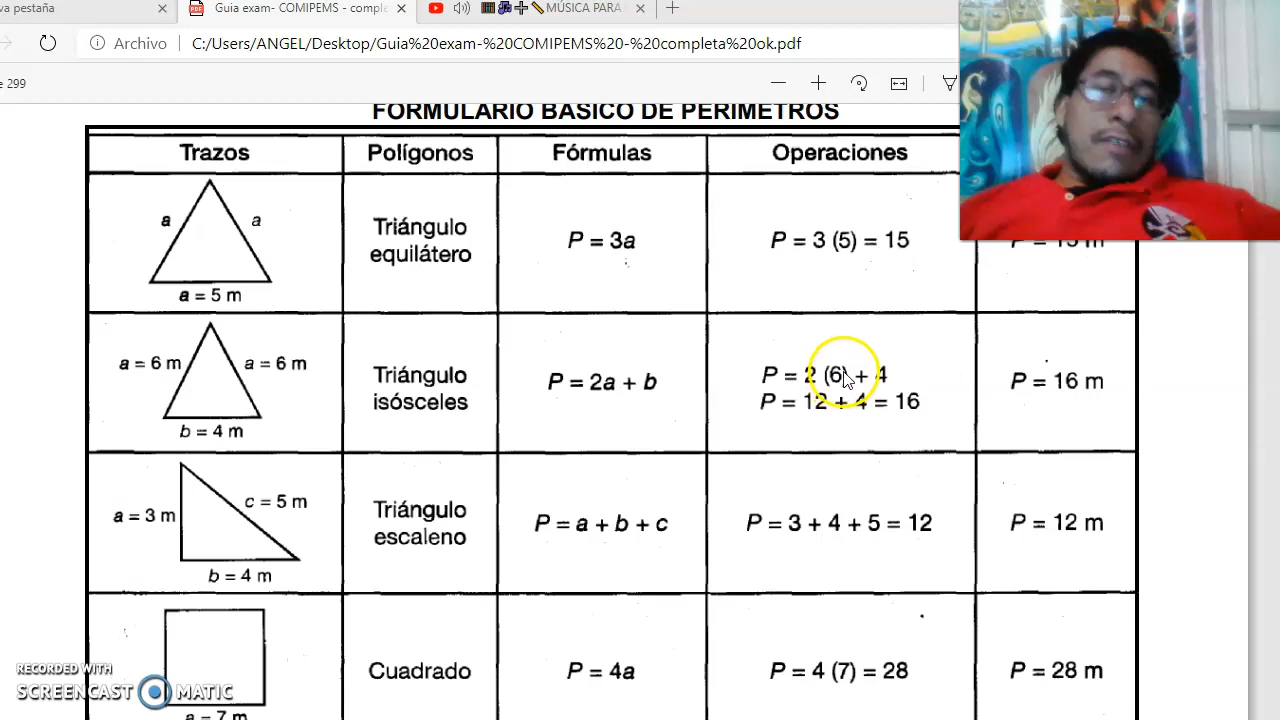 va pestaña
Guia exam- COMIPEMS - comple
MÚSICA PARA
Archivo
C:/Users/ANGEL/Desktop/Guia%20exam-%20COMIPEMS%20-%20completa%20ok.pdf
e 299
FORMULARIO BASICO DE PERIMETROS
Trazos Polígonos Fórmulas Operaciones
a a
a = 5 m
Triángulo
equilátero
P = 3a
P = 3 (5) = 15
P = 15 m
a = 6 m a = 6 m
b = 4 m
Triángulo
isósceles
P = 2a + b
P = 2 (6) + 4
P = 12 + 4 = 16
P = 16 m
a = 3 m c = 5 m
b = 4 m
Triángulo
escaleno
P = a + b + c
P = 3 + 4 + 5 = 12
P = 12 m
a = 7 m
Cuadrado
P = 4a
P = 4 (7) = 28
P = 28 m
RECORDED WITH
SCREENCAST MATIC